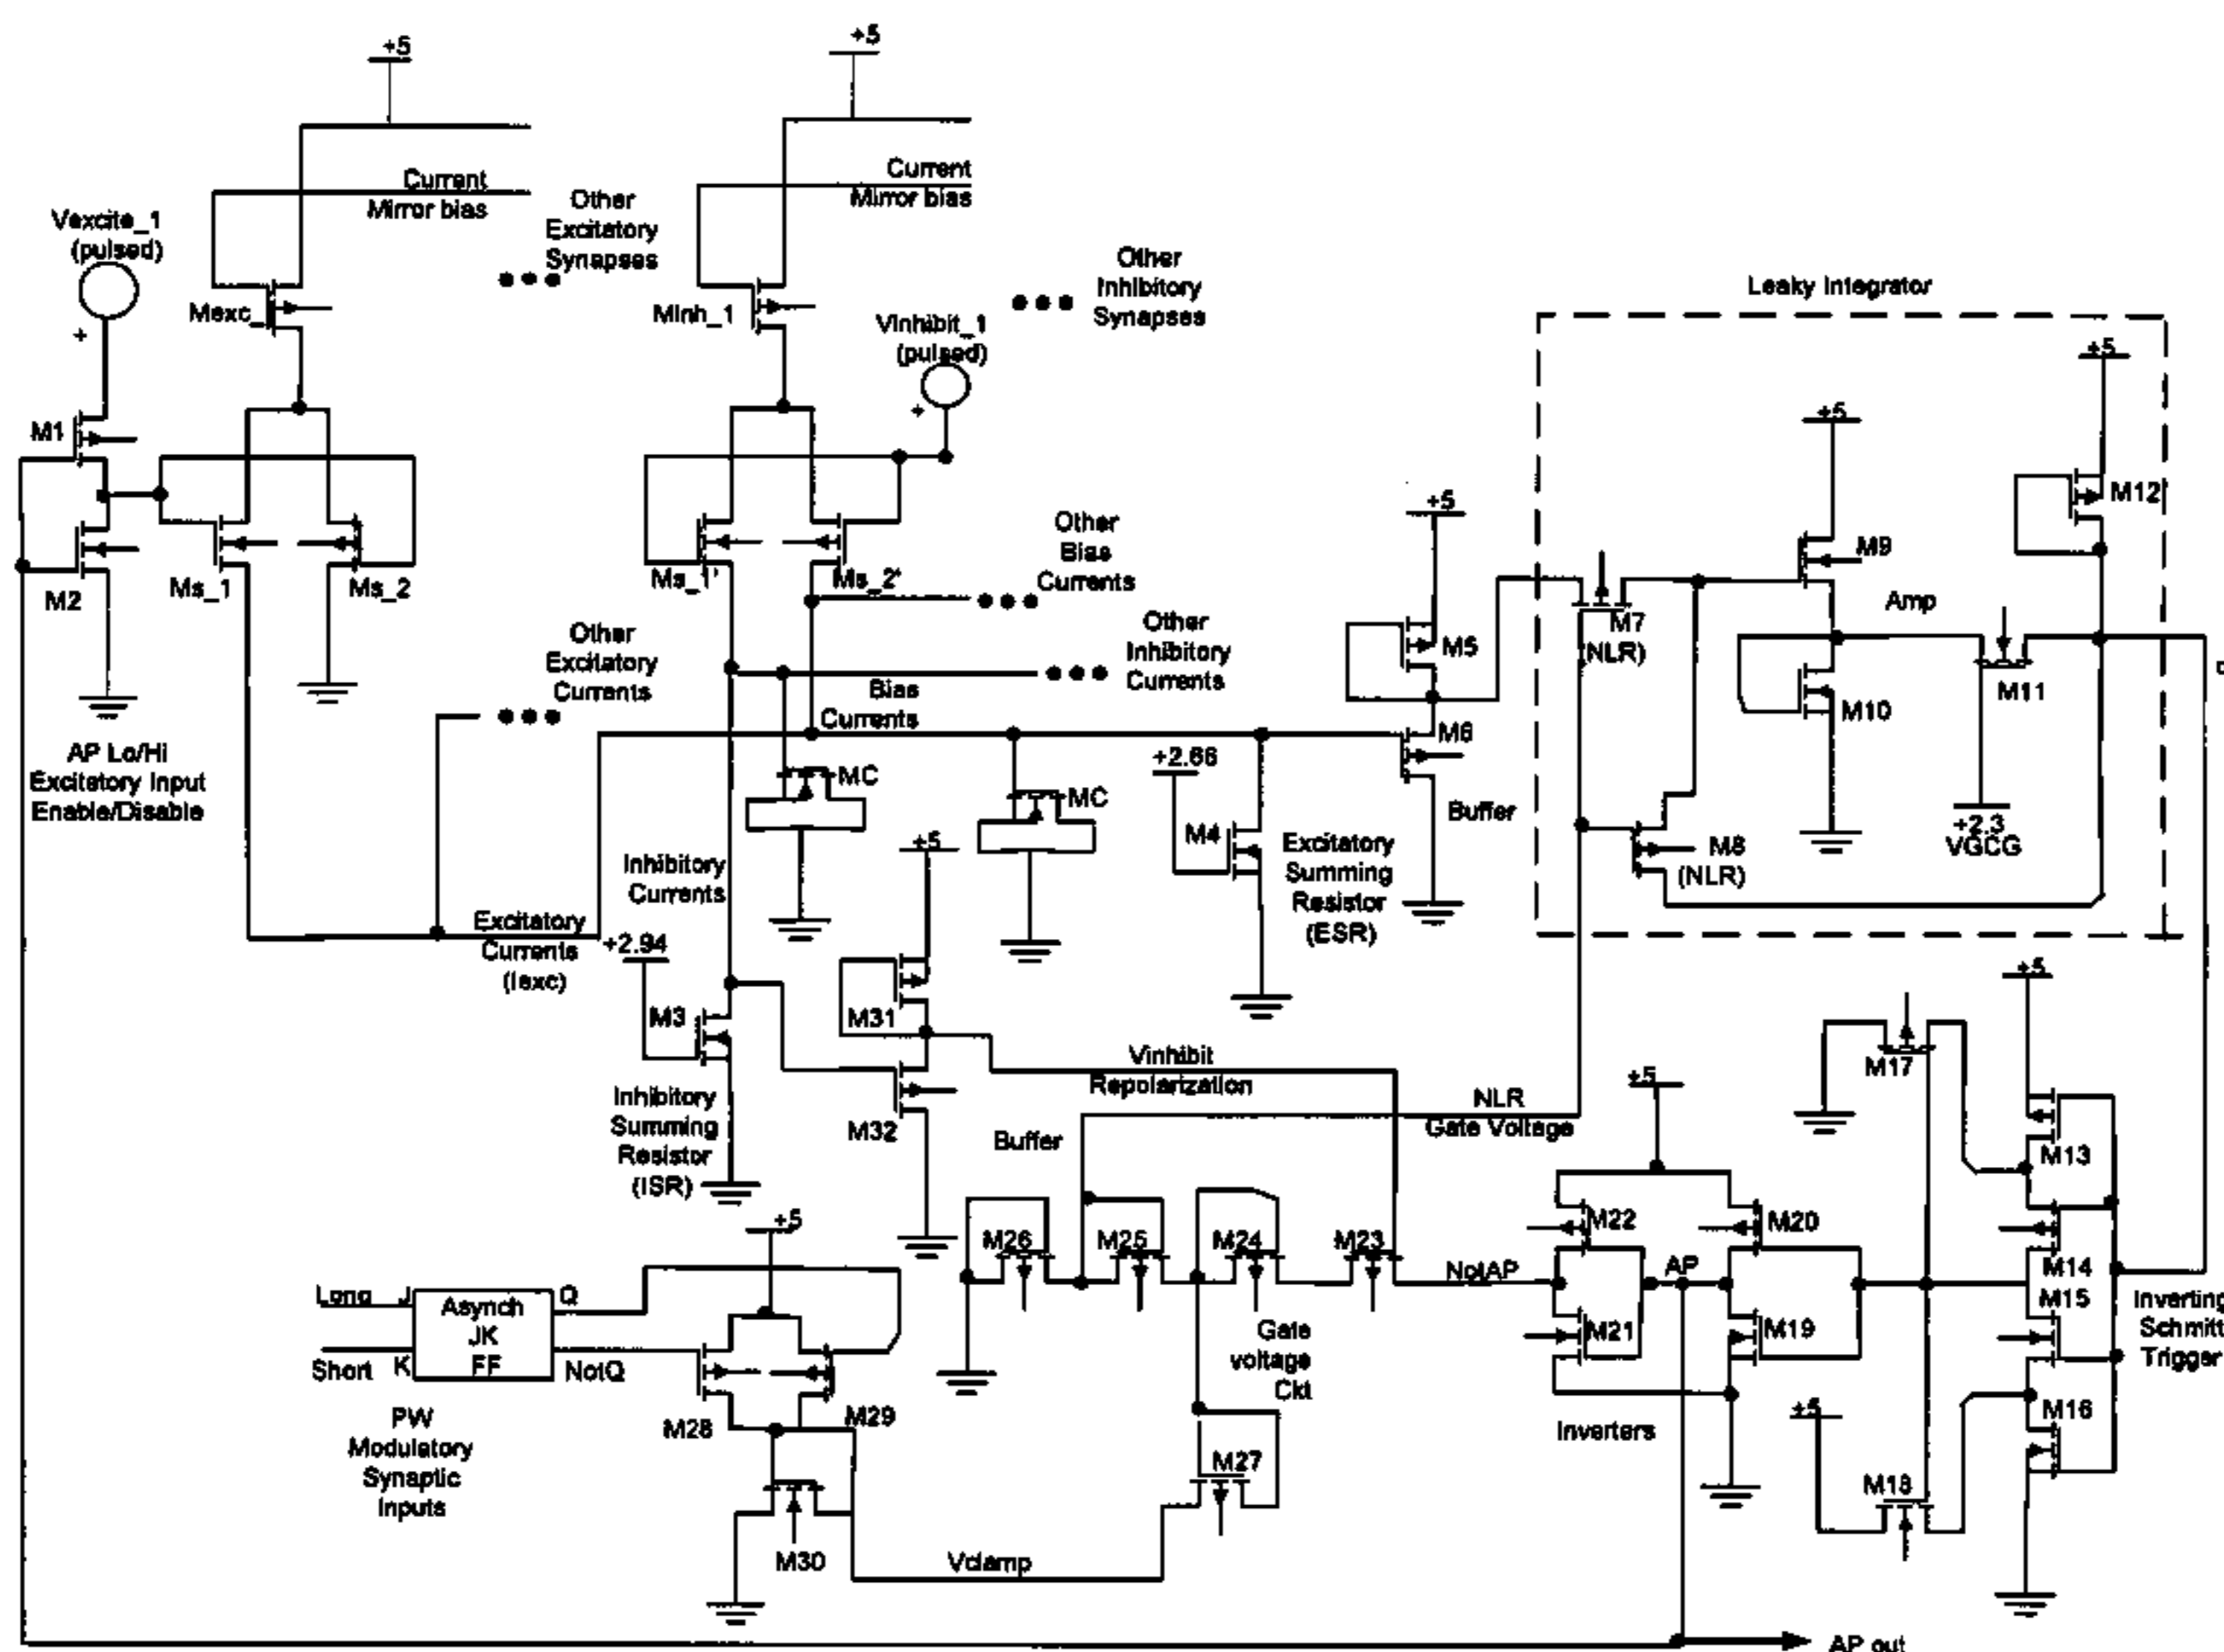 +5
+5
Current
Mirror bias
Current
Mirror bias
Vexcite_1
(pulsed)
Other
Excitatory
Synapses
Mexc_
Minh_1
Vinhibit_1
(pulsed)
Other
Inhibitory
Synapses
Leaky Integrator
+
+
+5
+5
+5
M1
M12
M9
M2
Ms_1
Ms_2
Ms_1'
Ms_2'
Other
Bias
Currents
M7
(NLR)
Amp
Other
Excitatory
Currents
Other
Inhibitory
Currents
M5
M10
M11
Bias
Currents
M6
AP Lo/Hi
Excitatory Input
Enable/Disable
MC
MC
+2.66
M4
Buffer
+2.3
VGCG
M8
(NLR)
Excitatory
Summing
Resistor
(ESR)
Inhibitory
Currents
+5
Excitatory
Currents
(Iexc)
+2.94
M3
M31
+5
M17
Vinhibit
Repolarization
Inhibitory
Summing
Resistor
(ISR)
M32
Buffer
NLR
Gate Voltage
+5
M13
+5
M26
M25
M24
M23
NotAP
M22
AP
M20
M14
M15
Inverting
Schmitt
Trigger
Long
J
Asynch
JK
FF
Q
Short
K
NotQ
Gate
voltage
Ckt
M21
M19
PW
Modulatory
Synaptic
Inputs
M28
M29
M27
Inverters
+5
M16
M18
M30
Vclamp
AP out